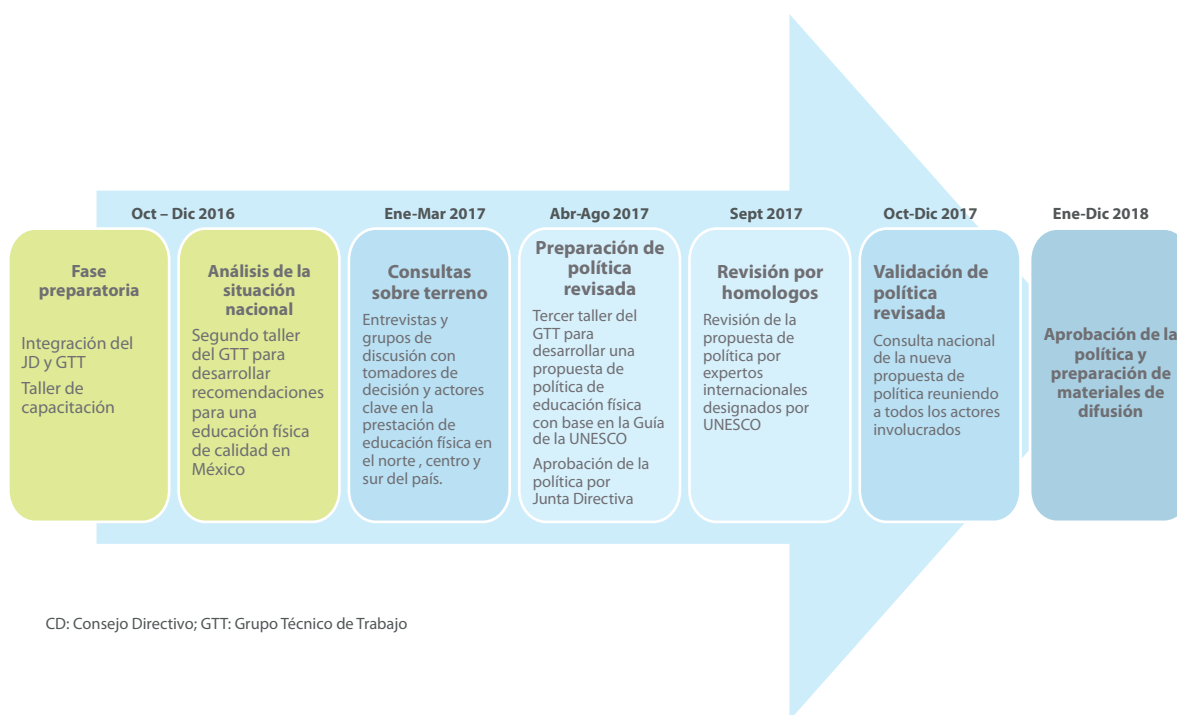 Oct – Dic 2016
Ene-Mar 2017
Abr-Ago 2017
Sept 2017
Oct-Dic 2017
Ene-Dic 2018
Fase
preparatoria
Integración del
JD y GTT
Taller de
capacitación
Análisis de la
situación
nacional
Segundo taller
del GTT para
desarrollar
recomendaciones
para una
educación física
de calidad en
México
Consultas
sobre terreno
Entrevistas y
grupos de
discusión con
tomadores de
decisión y actores
clave en la
prestación de
educación física en
el norte , centro y
sur del país.
Preparación de
política
revisada
Tercer taller del
GTT para
desarrollar una
propuesta de
política de
educación física
con base en la Guía
de la UNESCO
Aprobación de la
política por
Junta Directiva
Revisión por
homologos
Revisión de la
propuesta de
política por
expertos
internacionales
designados por
UNESCO
Validación de
política
revisada
Consulta nacional
de la nueva
propuesta de
política reuniendo
a todos los actores
involucrados
Aprobación de la
política y
preparación de
materiales de
difusión
CD: Consejo Directivo; GTT: Grupo Técnico de Trabajo